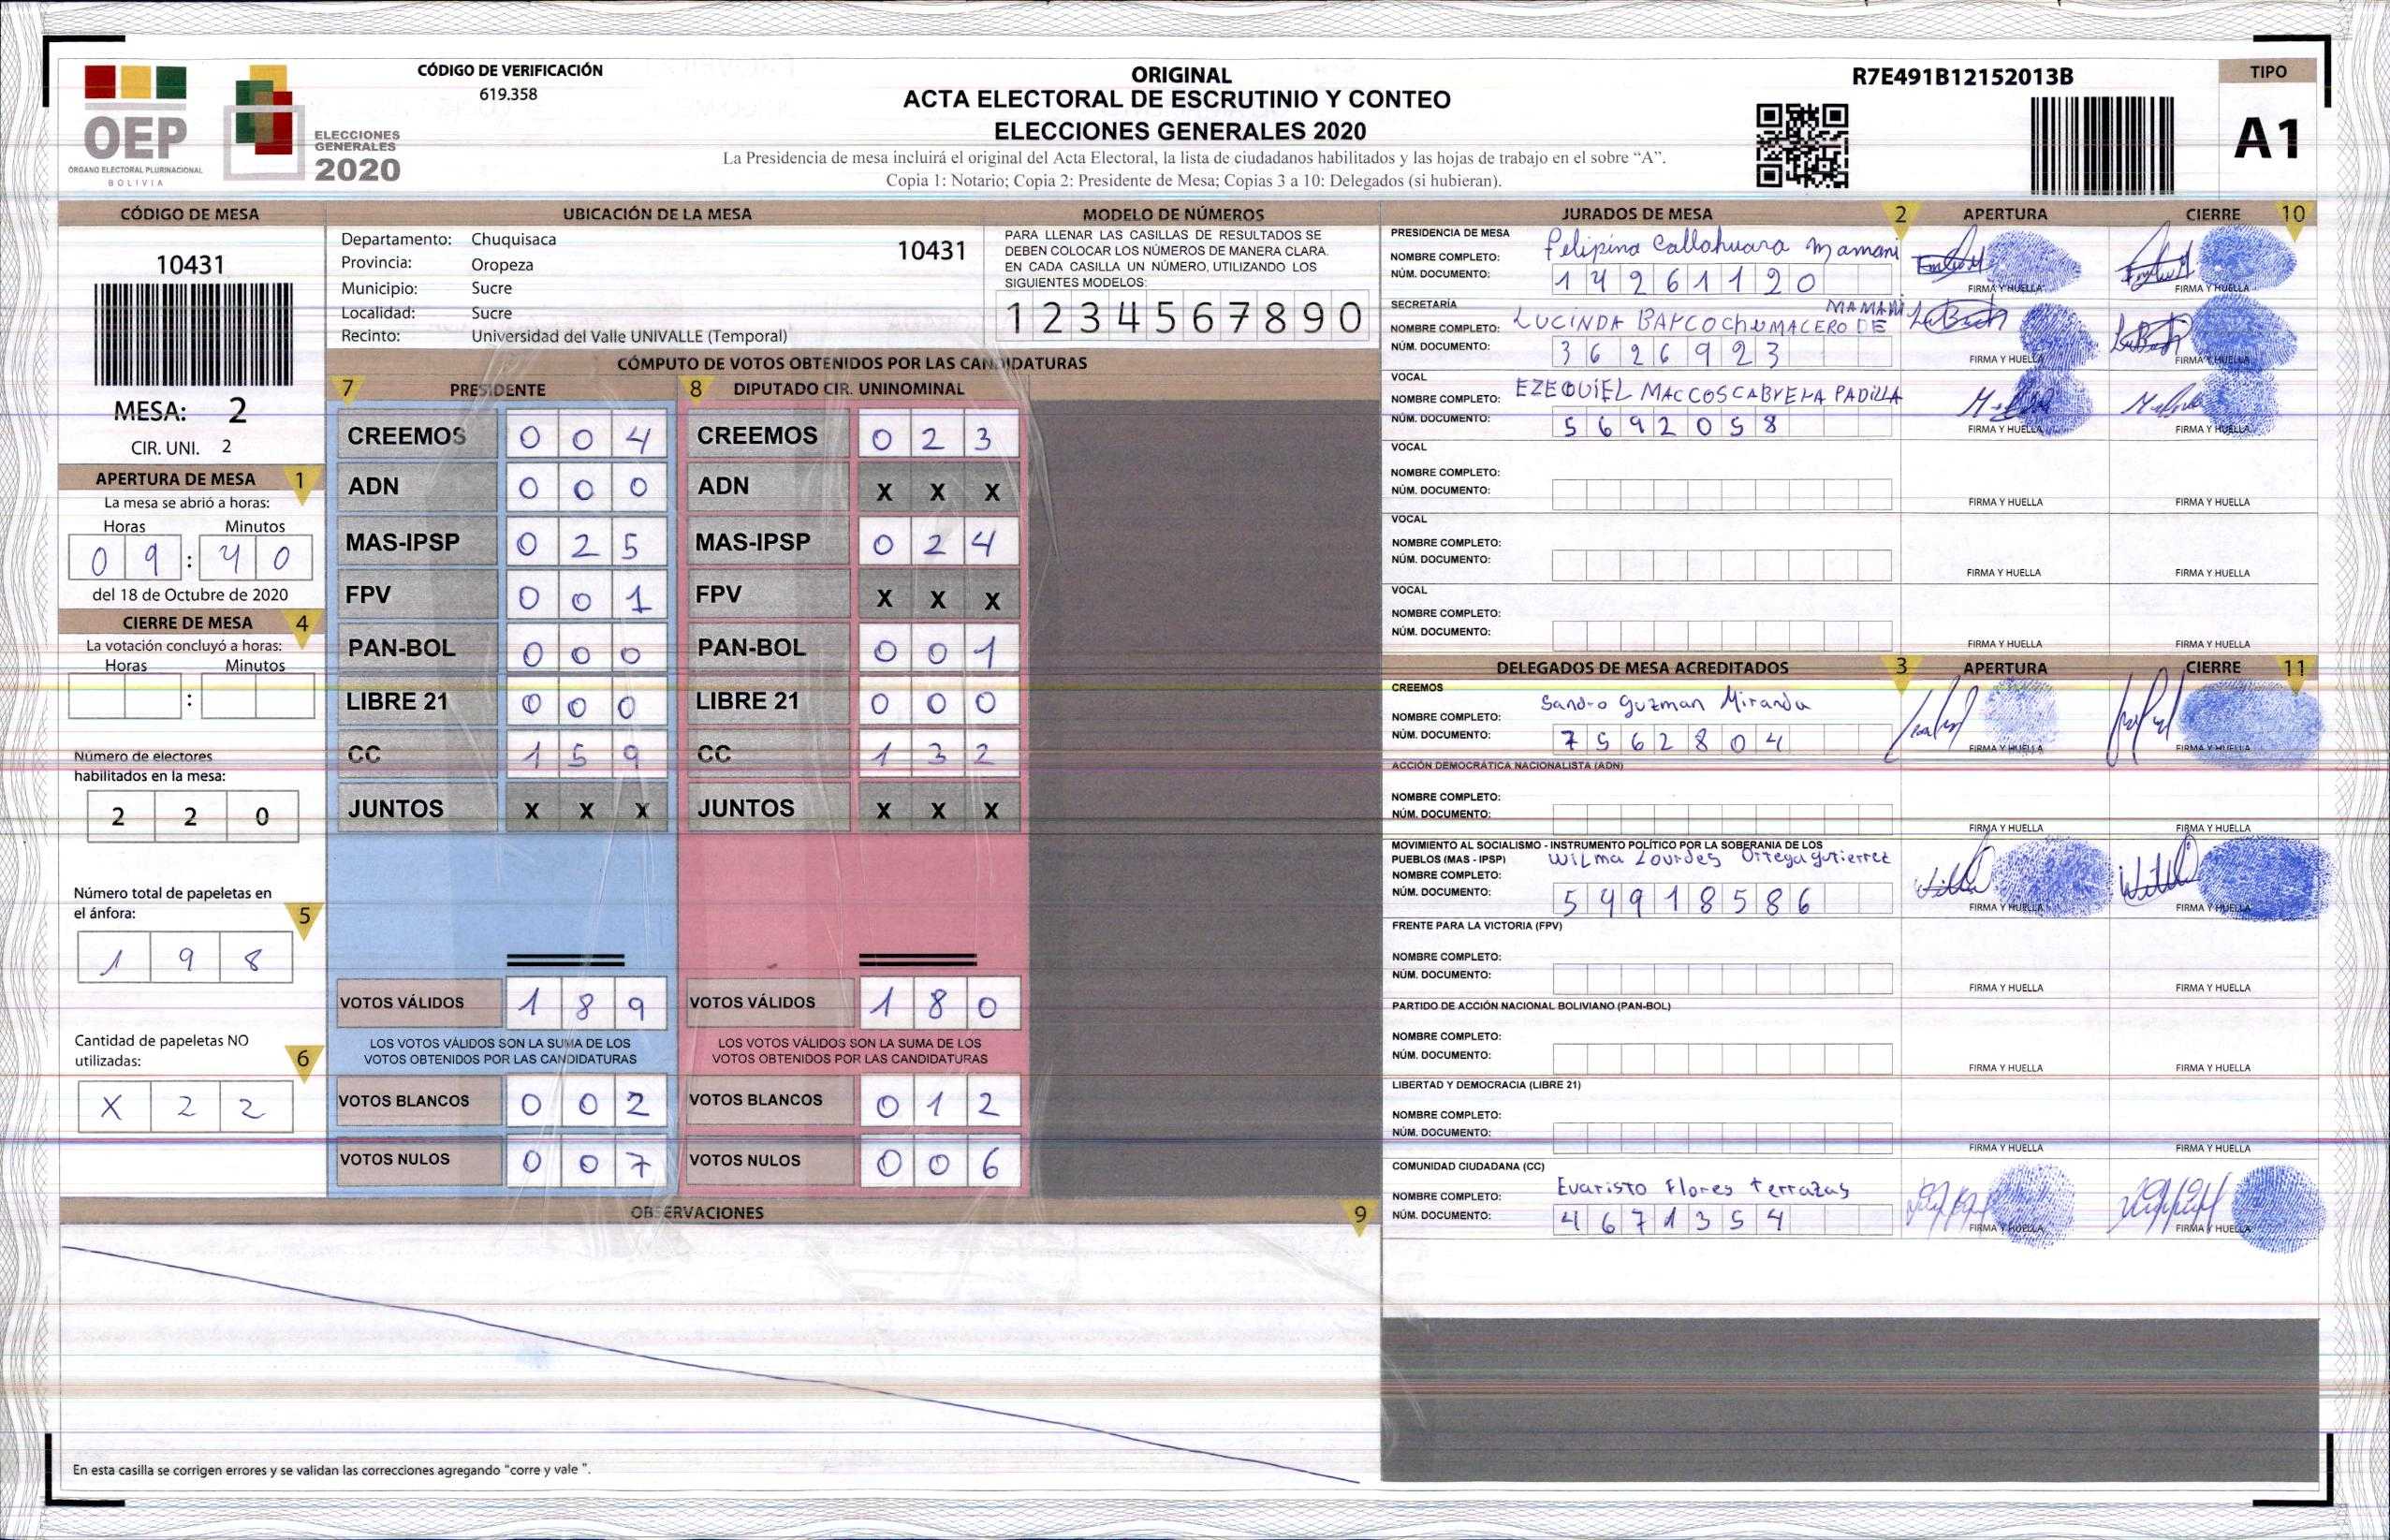 OEP
ÓRGANO ELECTORAL PLURINACIONAL
BOLIVIA
ELECCIONES
GENERALES
2020
CÓDIGO DE VERIFICACIÓN
619.358
ORIGINAL
ACTA ELECTORAL DE ESCRUTINIO Y CONTEO
ELECCIONES GENERALES 2020
La Presidencia de mesa incluirá el original del Acta Electoral, la lista de ciudadanos habilitados y las hojas de trabajo en el sobre “A”.
Copia 1: Notario; Copia 2: Presidente de Mesa; Copias 3 a 10: Delegados (si hubieran).
R7E491B12152013B
TIPO
A1
CÓDIGO DE MESA
10431
MESA: 2
CIR. UNI. 2
APERTURA DE MESA 1
La mesa se abrió a horas:
Horas Minutos
0 9 : 4 0
del 18 de Octubre de 2020
CIERRE DE MESA 4
La votación concluyó a horas:
Horas Minutos
:
Número de electores
habilitados en la mesa:
2 2 0
Número total de papeletas en
el ánfora: 5
1 9 8
Cantidad de papeletas NO
utilizadas: 6
X 2 2
UBICACIÓN DE LA MESA
Departamento: Chuquisaca 10431
Provincia: Oropeza
Municipio: Sucre
Localidad: Sucre
Recinto: Universidad del Valle UNIVALLE (Temporal)
MODELO DE NÚMEROS
PARA LLENAR LAS CASILLAS DE RESULTADOS SE
DEBEN COLOCAR LOS NÚMEROS DE MANERA CLARA.
EN CADA CASILLA UN NÚMERO, UTILIZANDO LOS
SIGUIENTES MODELOS:
1 2 3 4 5 6 7 8 9 0
CÓMPUTO DE VOTOS OBTENIDOS POR LAS CANDIDATURAS
7 PRESIDENTE 8 DIPUTADO CIR. UNINOMINAL
CREEMOS 0 0 4 CREEMOS 0 2 3
ADN 0 0 0 ADN X X X
MAS-IPSP 0 2 5 MAS-IPSP 0 2 4
FPV 0 0 1 FPV X X X
PAN-BOL 0 0 0 PAN-BOL 0 0 1
LIBRE 21 0 0 0 LIBRE 21 0 0 0
CC 1 5 9 CC 1 3 2
JUNTOS X X X JUNTOS X X X
VOTOS VÁLIDOS 1 8 9 VOTOS VÁLIDOS 1 8 0
LOS VOTOS VÁLIDOS SON LA SUMA DE LOS LOS VOTOS VÁLIDOS SON LA SUMA DE LOS
VOTOS OBTENIDOS POR LAS CANDIDATURAS VOTOS OBTENIDOS POR LAS CANDIDATURAS
VOTOS BLANCOS 0 0 2 VOTOS BLANCOS 0 1 2
VOTOS NULOS 0 0 7 VOTOS NULOS 0 0 6
OBSERVACIONES 9
En esta casilla se corrigen errores y se validan las correcciones agregando “corre y vale ”.
JURADOS DE MESA 2 APERTURA CIERRE 10
PRESIDENCIA DE MESA
NOMBRE COMPLETO: Felipina Callahuara Mamani
NÚM. DOCUMENTO: 1 4 2 6 1 1 2 0 FIRMA Y HUELLA FIRMA Y HUELLA
SECRETARÍA MAMANI
NOMBRE COMPLETO: LUCINDA BARCO CHUMACERO DE
NÚM. DOCUMENTO: 3 6 2 6 9 2 3 FIRMA Y HUELLA FIRMA Y HUELLA
VOCAL
NOMBRE COMPLETO: EZEQUIEL PADILLA
NÚM. DOCUMENTO: 5 6 9 2 0 5 8 FIRMA Y HUELLA FIRMA Y HUELLA
VOCAL
NOMBRE COMPLETO:
NÚM. DOCUMENTO: FIRMA Y HUELLA FIRMA Y HUELLA
VOCAL
NOMBRE COMPLETO:
NÚM. DOCUMENTO: FIRMA Y HUELLA FIRMA Y HUELLA
VOCAL
NOMBRE COMPLETO:
NÚM. DOCUMENTO: FIRMA Y HUELLA FIRMA Y HUELLA
DELEGADOS DE MESA ACREDITADOS 3 APERTURA CIERRE 11
CREEMOS
NOMBRE COMPLETO: Sandro Guzman Miranda
NÚM. DOCUMENTO: 7 5 6 2 8 0 4 FIRMA Y HUELLA FIRMA Y HUELLA
ACCIÓN DEMOCRÁTICA NACIONALISTA (ADN)
NOMBRE COMPLETO:
NÚM. DOCUMENTO: FIRMA Y HUELLA FIRMA Y HUELLA
MOVIMIENTO AL SOCIALISMO - INSTRUMENTO POLÍTICO POR LA SOBERANIA DE LOS
PUEBLOS (MAS - IPSP) Wilma Lourdes Ortega gutierrez
NOMBRE COMPLETO:
NÚM. DOCUMENTO: 5 4 9 1 8 5 8 6 FIRMA Y HUELLA FIRMA Y HUELLA
FRENTE PARA LA VICTORIA (FPV)
NOMBRE COMPLETO:
NÚM. DOCUMENTO: FIRMA Y HUELLA FIRMA Y HUELLA
PARTIDO DE ACCIÓN NACIONAL BOLIVIANO (PAN-BOL)
NOMBRE COMPLETO:
NÚM. DOCUMENTO: FIRMA Y HUELLA FIRMA Y HUELLA
LIBERTAD Y DEMOCRACIA (LIBRE 21)
NOMBRE COMPLETO:
NÚM. DOCUMENTO: FIRMA Y HUELLA FIRMA Y HUELLA
COMUNIDAD CIUDADANA (CC)
NOMBRE COMPLETO: Evaristo Flores terrazas
NÚM. DOCUMENTO: 4 6 7 1 3 5 4 FIRMA Y HUELLA FIRMA Y HUELLA